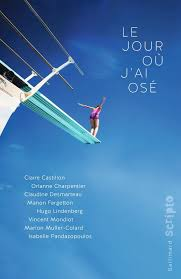 LE
JOUR
OÙ
J'AI
OSÉ
Claire Castillon
Orianne Charpentier
Claudine Desmarteau
Manon Fargetton
Hugo Lindenberg
Vincent Mondiot
Marion Muller-Colard
Isabelle Pandazopoulos
Gallimard scripto